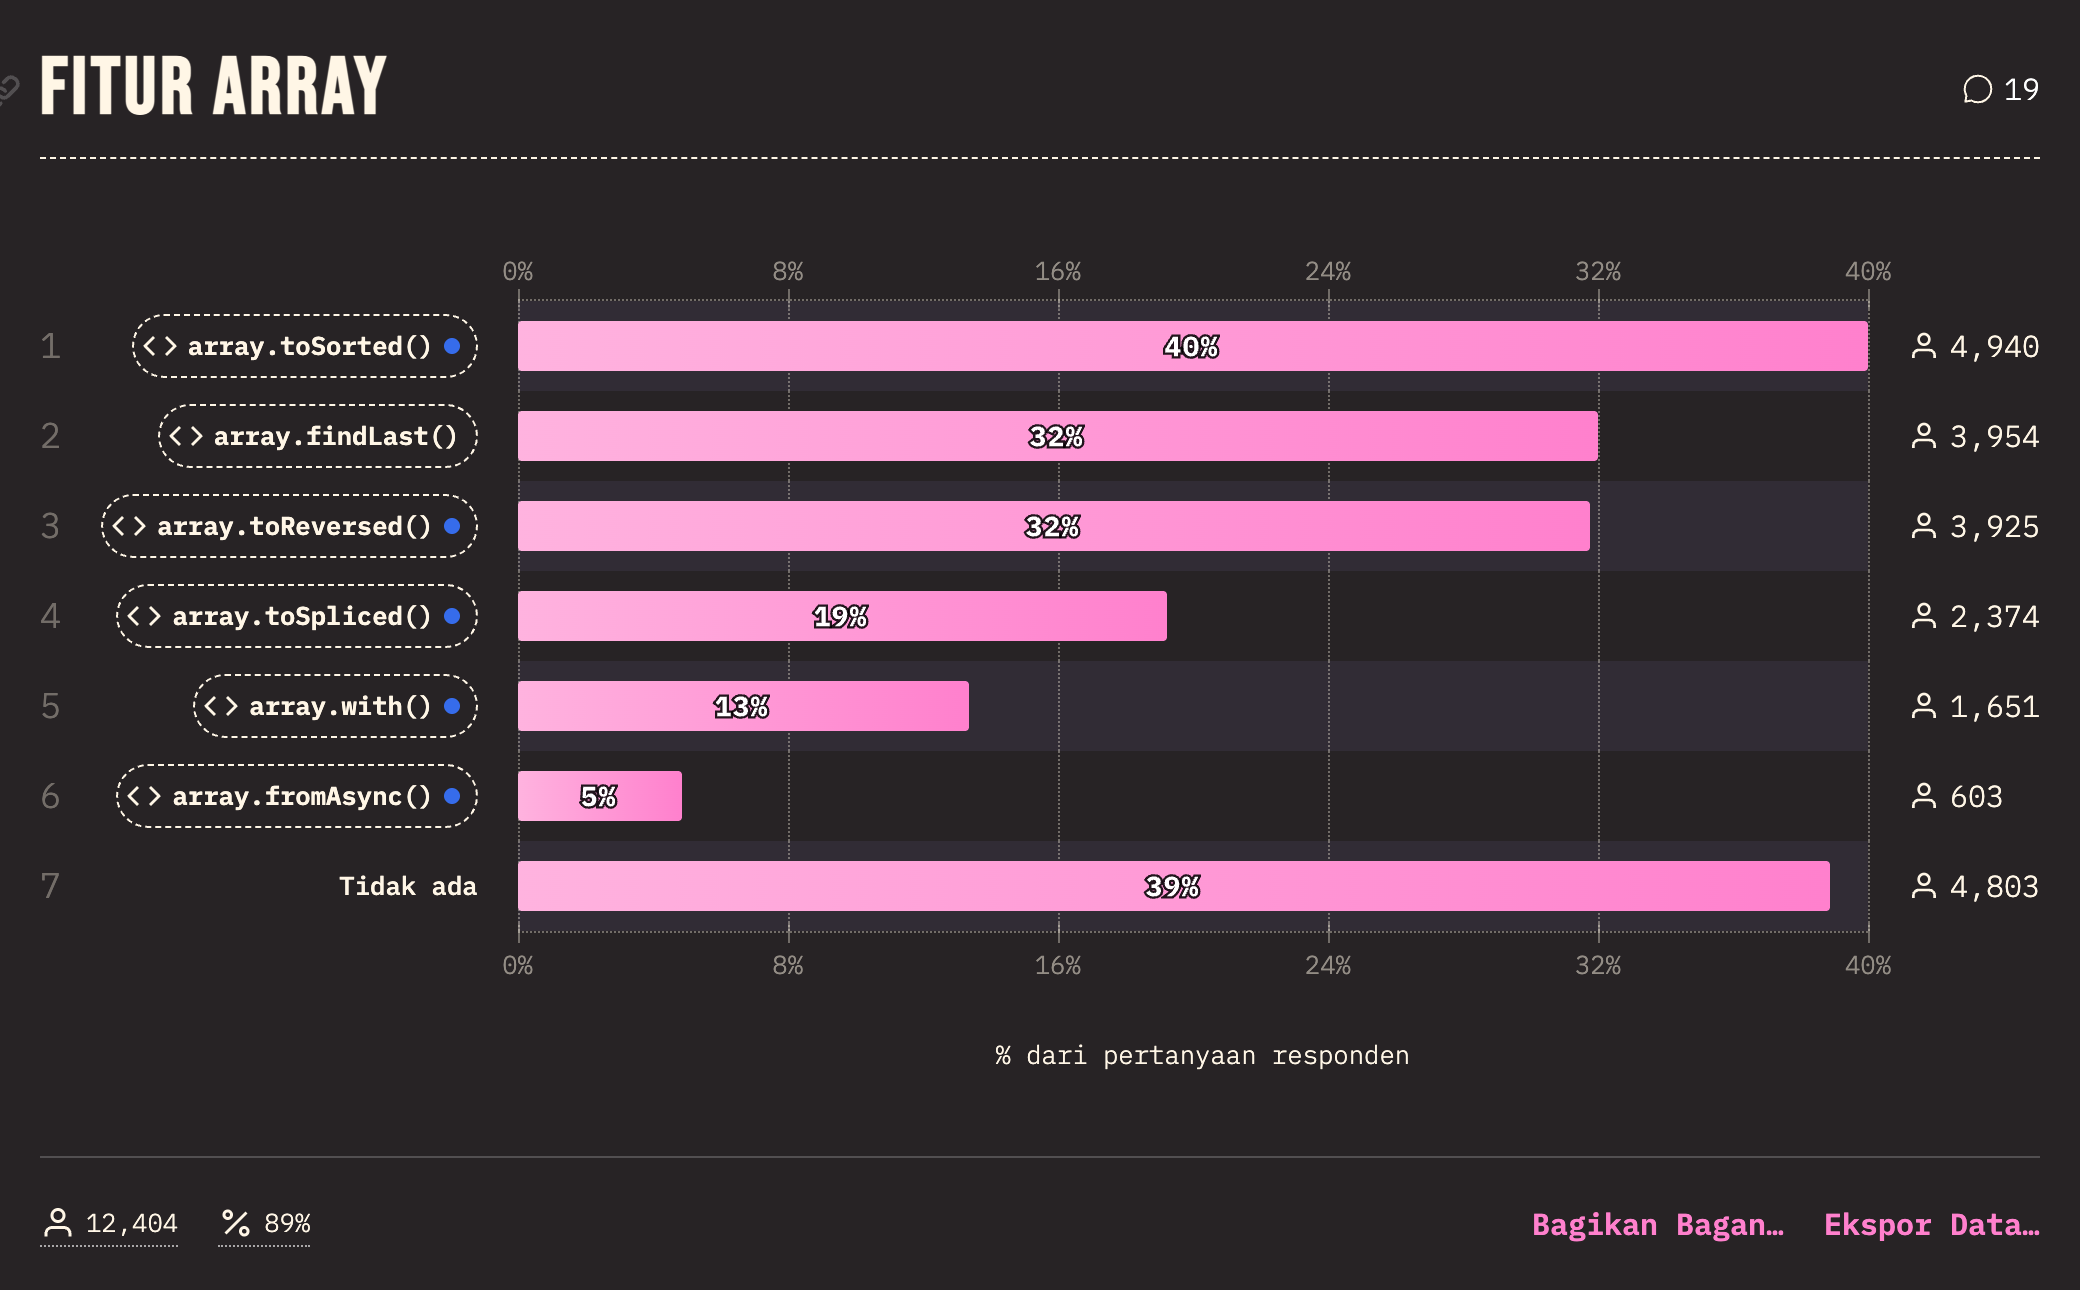 FITUR ARRAY
19
0% 8% 16% 24% 32% 40%
1 <> array.toSorted() 40% 4,940
2 <> array.findLast() 32% 3,954
3 <> array.toReversed() 32% 3,925
4 <> array.toSpliced() 19% 2,374
5 <> array.with() 13% 1,651
6 <> array.fromAsync() 5% 603
7 Tidak ada 39% 4,803
0% 8% 16% 24% 32% 40%
% dari pertanyaan responden
12,404 % 89% Bagikan Bagan… Ekspor Data…